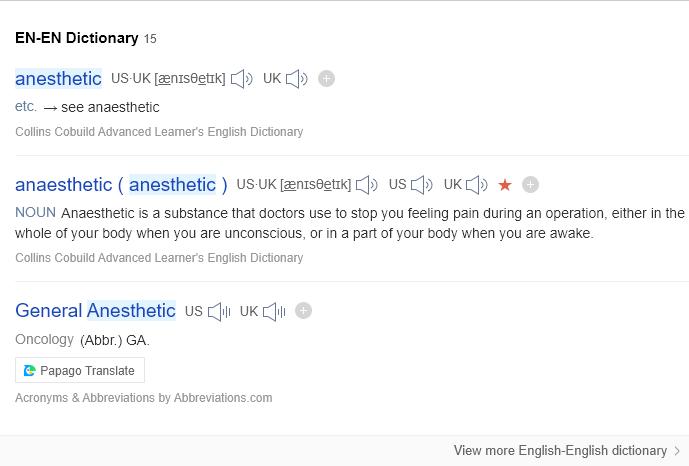 EN-EN Dictionary 15
anesthetic US·UK [ænɪsθetɪk] UK
etc. → see anaesthetic
Collins Cobuild Advanced Learner's English Dictionary
anaesthetic ( anesthetic ) US·UK [ænɪsθetɪk] US UK
NOUN Anaesthetic is a substance that doctors use to stop you feeling pain during an operation, either in the
whole of your body when you are unconscious, or in a part of your body when you are awake.
Collins Cobuild Advanced Learner's English Dictionary
General Anesthetic US UK
Oncology (Abbr.) GA.
Papago Translate
Acronyms & Abbreviations by Abbreviations.com
View more English-English dictionary